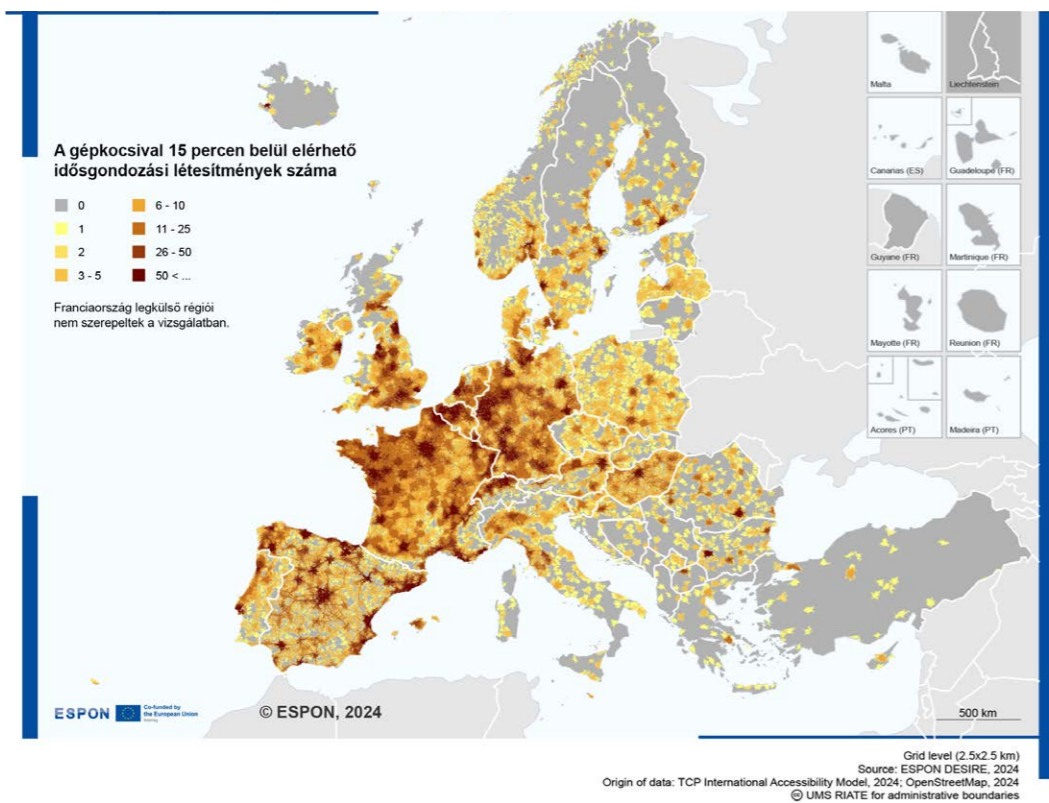 A gépkocsival 15 percen belül elérhető
idősgondozási létesítmények száma
0
1
2
3 - 5
6 - 10
11 - 25
26 - 50
50 < ...
Franciaország legkülső régiói
nem szerepeltek a vizsgálatban.
Malta
Liechtenstein
Canarias (ES)
Guadeloupe (FR)
Guyane (FR)
Martinique (FR)
Mayotte (FR)
Reunion (FR)
Acores (PT)
Madeira (PT)
ESPON
Co-funded by
the European Union
Interreg
© ESPON, 2024
500 km
Grid level (2.5x2.5 km)
Source: ESPON DESIRE, 2024
Origin of data: TCP International Accessibility Model, 2024; OpenStreetMap, 2024
🅭 UMS RIATE for administrative boundaries